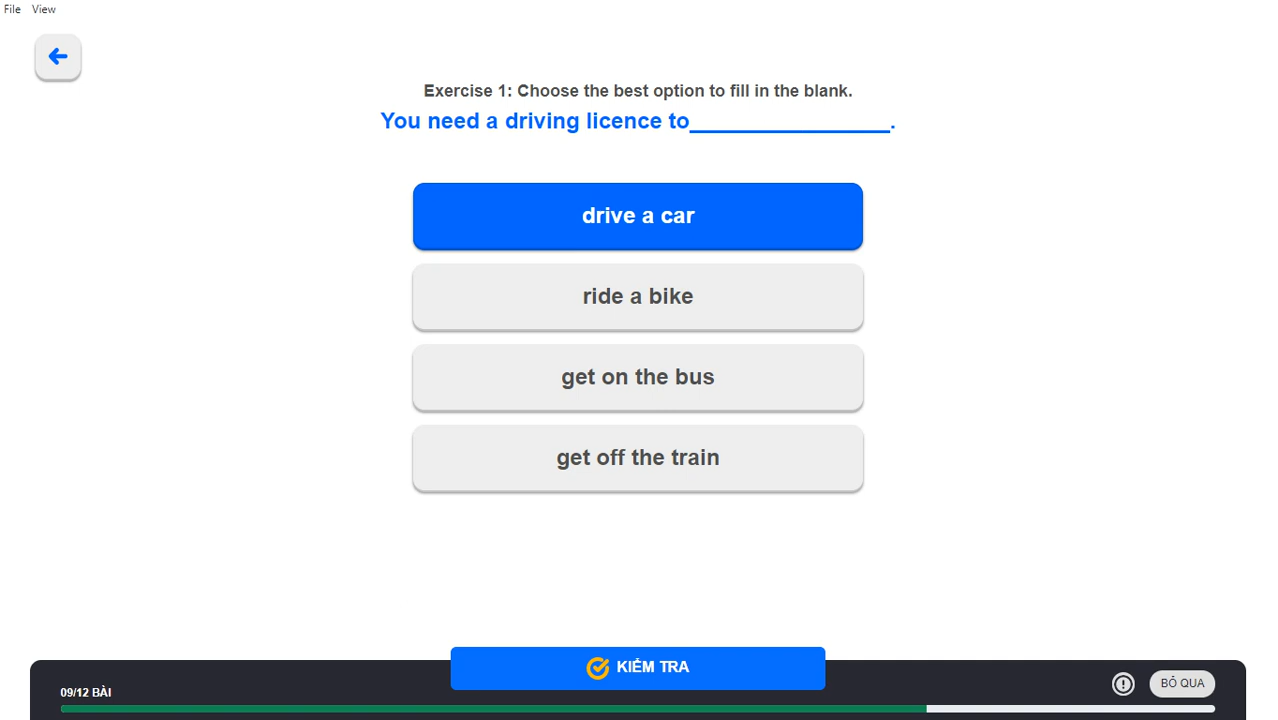 File View
Exercise 1: Choose the best option to fill in the blank.
You need a driving licence to________________.
drive a car
ride a bike
get on the bus
get off the train
KIỂM TRA
09/12 BÀI
BỎ QUA